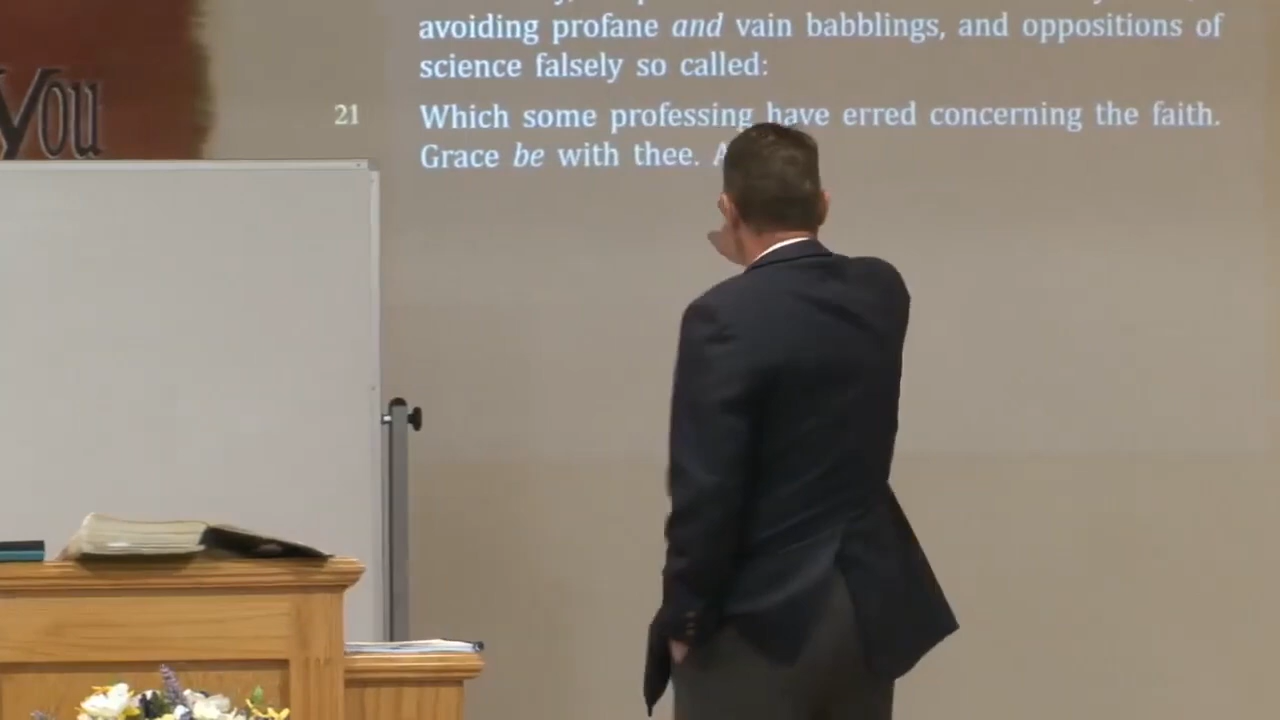 avoiding profane and vain babblings, and oppositions of
science falsely so called:
21 Which some professing have erred concerning the faith.
Grace be with thee.
You